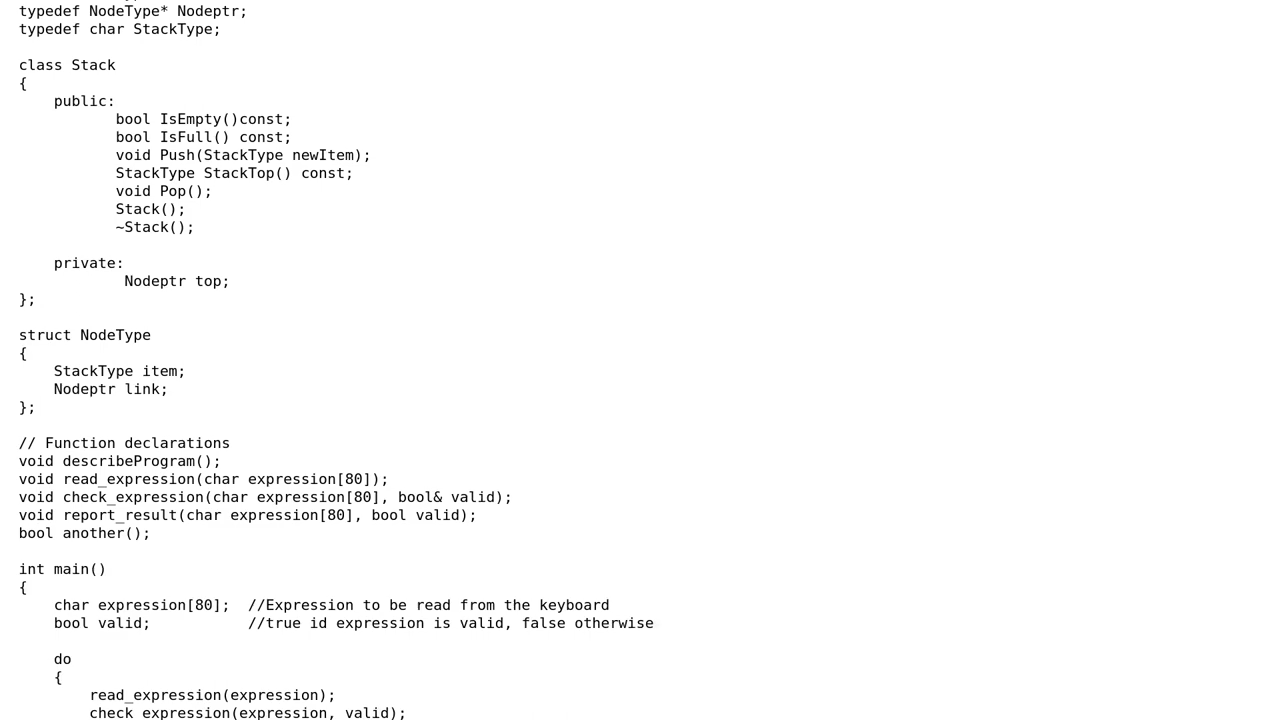 typedef NodeType* Nodeptr;
typedef char StackType;

class Stack
{
    public:
           bool IsEmpty()const;
           bool IsFull() const;
           void Push(StackType newItem);
           StackType StackTop() const;
           void Pop();
           Stack();
           ~Stack();

    private:
            Nodeptr top;
};

struct NodeType
{
    StackType item;
    Nodeptr link;
};

// Function declarations
void describeProgram();
void read_expression(char expression[80]);
void check_expression(char expression[80], bool& valid);
void report_result(char expression[80], bool valid);
bool another();

int main()
{
    char expression[80];  //Expression to be read from the keyboard
    bool valid;           //true id expression is valid, false otherwise

    do
    {
        read_expression(expression);
        check_expression(expression, valid);